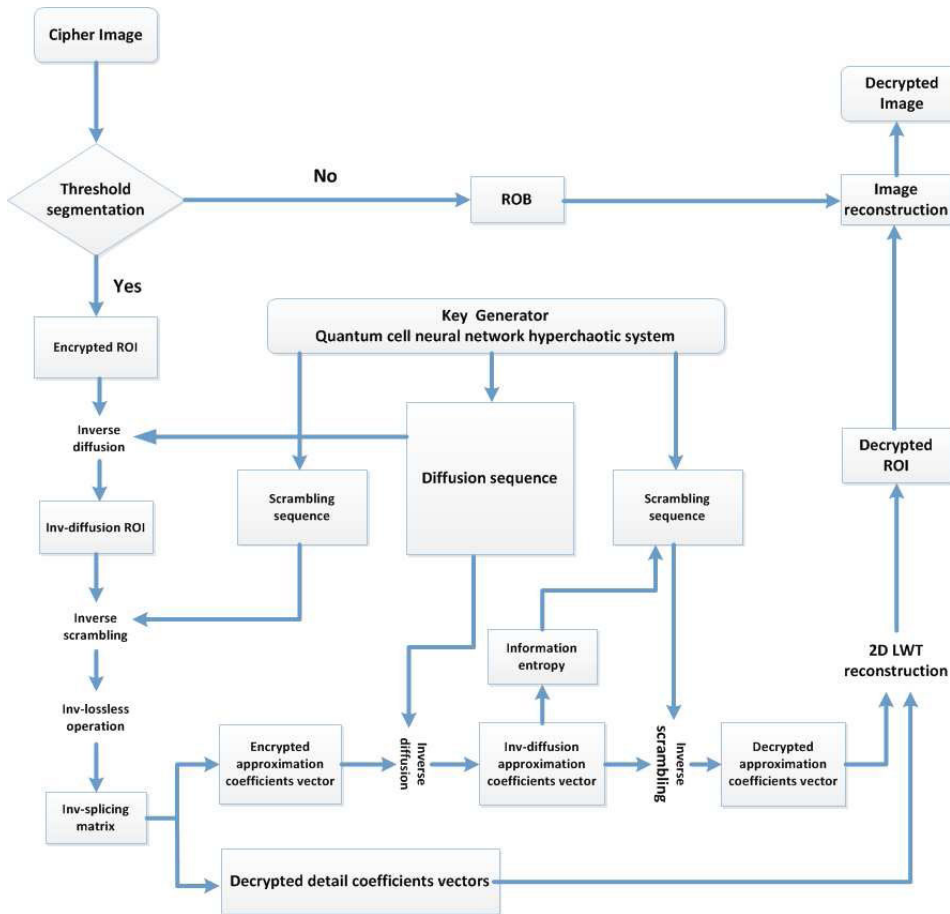 Cipher Image
Decrypted
Image
Threshold
segmentation
No
ROB
Image
reconstruction
Yes
Key Generator
Quantum cell neural network hyperchaotic system
Encrypted ROI
Inverse
diffusion
Diffusion sequence
Decrypted
ROI
Scrambling
sequence
Scrambling
sequence
Inv-diffusion ROI
Inverse
scrambling
Information
entropy
2D LWT
reconstruction
Inv-lossless
operation
Encrypted
approximation
coefficients vector
Inverse
diffusion
Inv-diffusion
approximation
coefficients vector
Inverse
scrambling
Decrypted
approximation
coefficients vector
Inv-splicing
matrix
Decrypted detail coefficients vectors